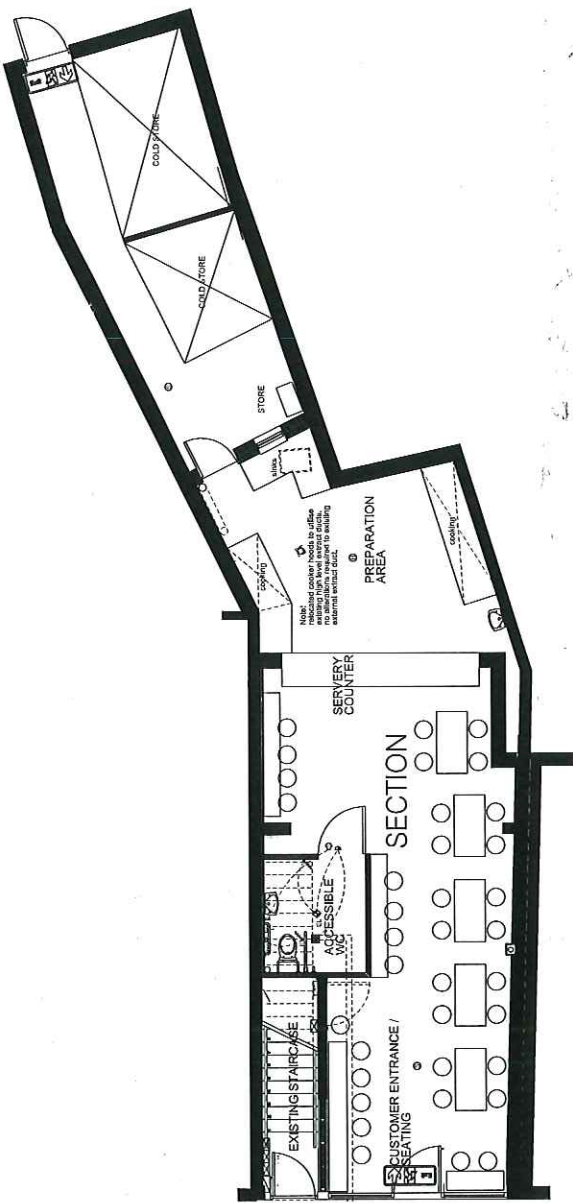 COLD STORE
COLD STORE
STORE
sinks
cooking
Note:
relocated cooker hoods to utilise
existing high level extract ducts.
no alterations required to existing
external extract duct.
PREPARATION
AREA
cooking
SERVERY
COUNTER
SECTION
ACCESSIBLE
WC
EXISTING STAIRCASE
CUSTOMER ENTRANCE /
SEATING